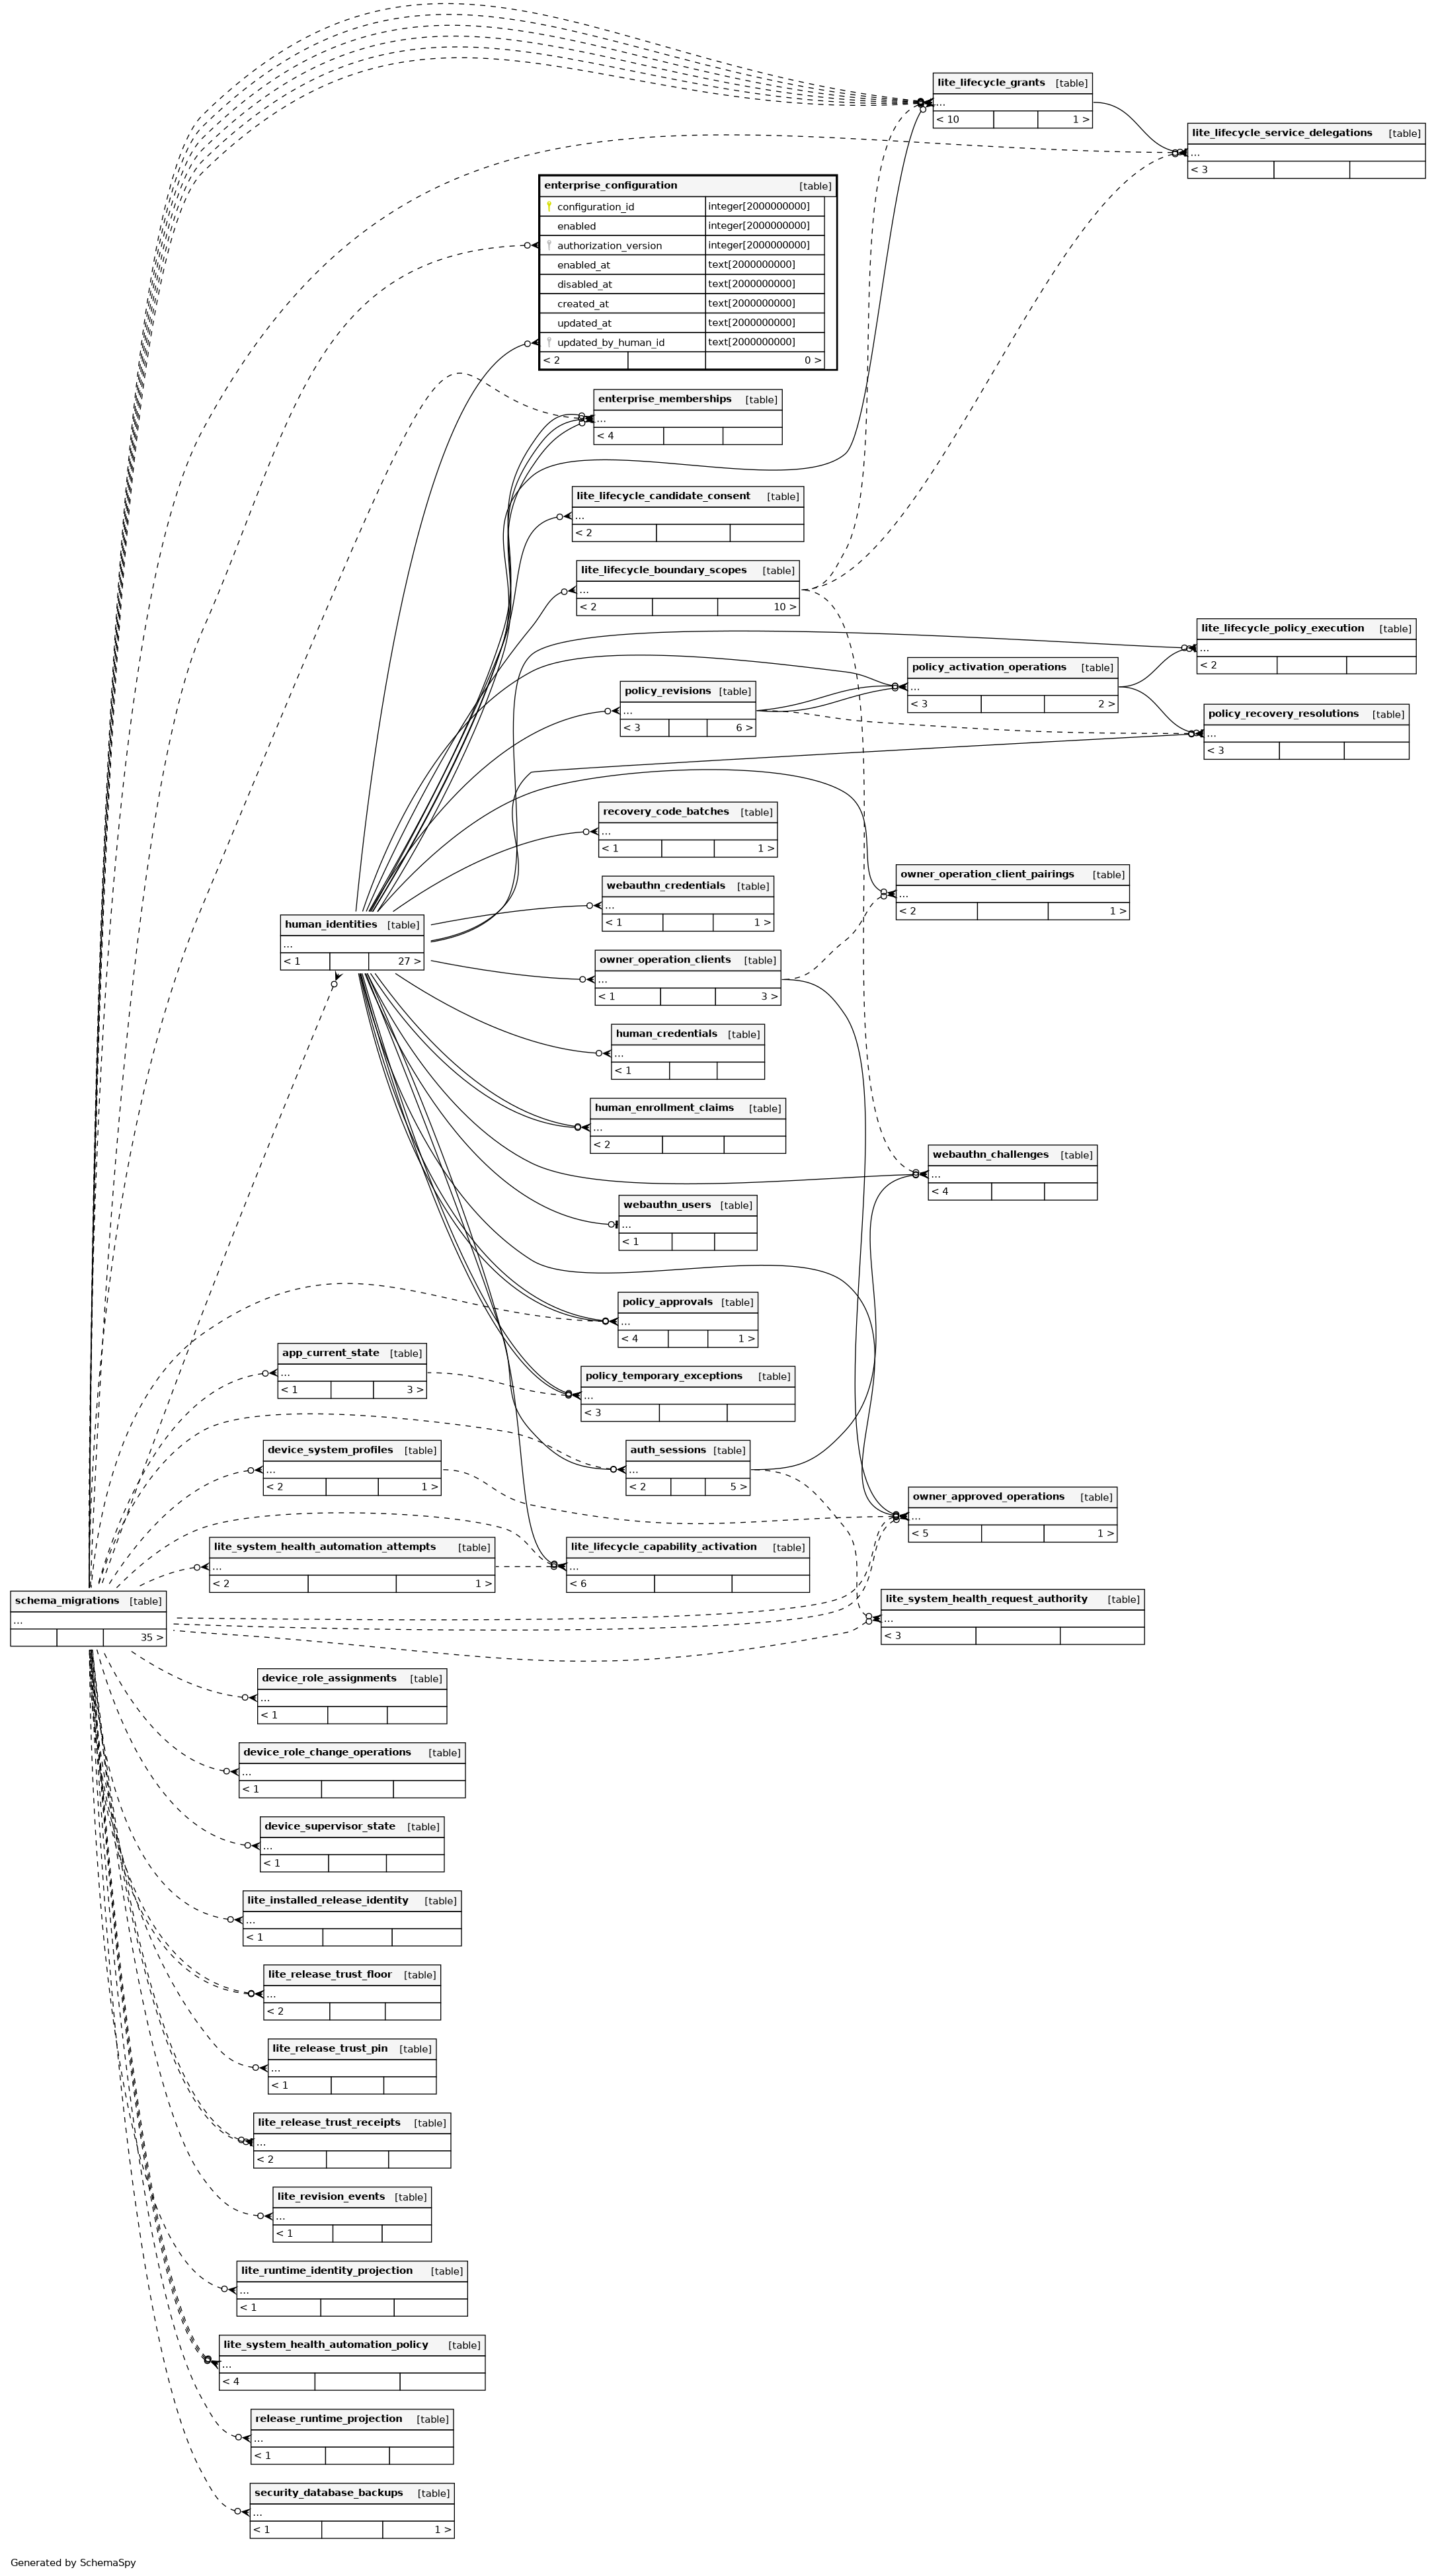 lite_lifecycle_grants [table]
...
< 10 1 >
lite_lifecycle_service_delegations [table]
...
< 3
enterprise_configuration [table]
configuration_id integer[2000000000]
enabled integer[2000000000]
authorization_version integer[2000000000]
enabled_at text[2000000000]
disabled_at text[2000000000]
created_at text[2000000000]
updated_at text[2000000000]
updated_by_human_id text[2000000000]
< 2 0 >
enterprise_memberships [table]
...
< 4
lite_lifecycle_candidate_consent [table]
...
< 2
lite_lifecycle_boundary_scopes [table]
...
< 2 10 >
lite_lifecycle_policy_execution [table]
...
< 2
policy_activation_operations [table]
...
< 3 2 >
policy_revisions [table]
...
< 3 6 >
policy_recovery_resolutions [table]
...
< 3
recovery_code_batches [table]
...
< 1 1 >
owner_operation_client_pairings [table]
...
< 2 1 >
webauthn_credentials [table]
...
< 1 1 >
human_identities [table]
...
< 1 27 >
owner_operation_clients [table]
...
< 1 3 >
human_credentials [table]
...
< 1
human_enrollment_claims [table]
...
< 2
webauthn_challenges [table]
...
< 4
webauthn_users [table]
...
< 1
policy_approvals [table]
...
< 4 1 >
app_current_state [table]
...
< 1 3 >
policy_temporary_exceptions [table]
...
< 3
device_system_profiles [table]
...
< 2 1 >
auth_sessions [table]
...
< 2 5 >
owner_approved_operations [table]
...
< 5 1 >
lite_system_health_automation_attempts [table]
...
< 2 1 >
lite_lifecycle_capability_activation [table]
...
< 6
schema_migrations [table]
...
35 >
lite_system_health_request_authority [table]
...
< 3
device_role_assignments [table]
...
< 1
device_role_change_operations [table]
...
< 1
device_supervisor_state [table]
...
< 1
lite_installed_release_identity [table]
...
< 1
lite_release_trust_floor [table]
...
< 2
lite_release_trust_pin [table]
...
< 1
lite_release_trust_receipts [table]
...
< 2
lite_revision_events [table]
...
< 1
lite_runtime_identity_projection [table]
...
< 1
lite_system_health_automation_policy [table]
...
< 4
release_runtime_projection [table]
...
< 1
security_database_backups [table]
...
< 1 1 >
Generated by SchemaSpy